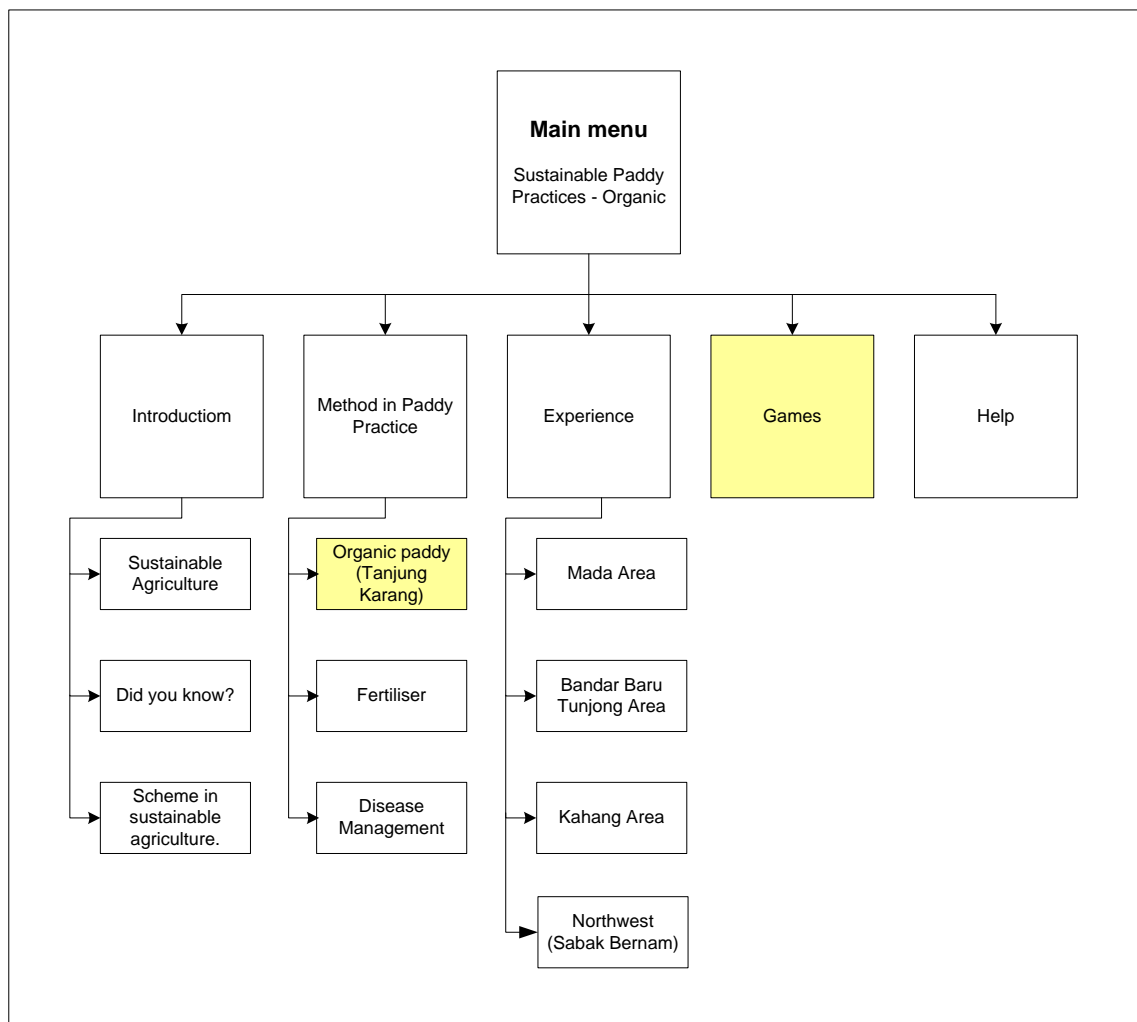 Main menu
Sustainable Paddy
Practices - Organic
Introductiom
Method in Paddy
Practice
Experience
Games
Help
Sustainable
Agriculture
Did you know?
Scheme in
sustainable
agriculture.
Organic paddy
(Tanjung
Karang)
Fertiliser
Disease
Management
Mada Area
Bandar Baru
Tunjong Area
Kahang Area
Northwest
(Sabak Bernam)